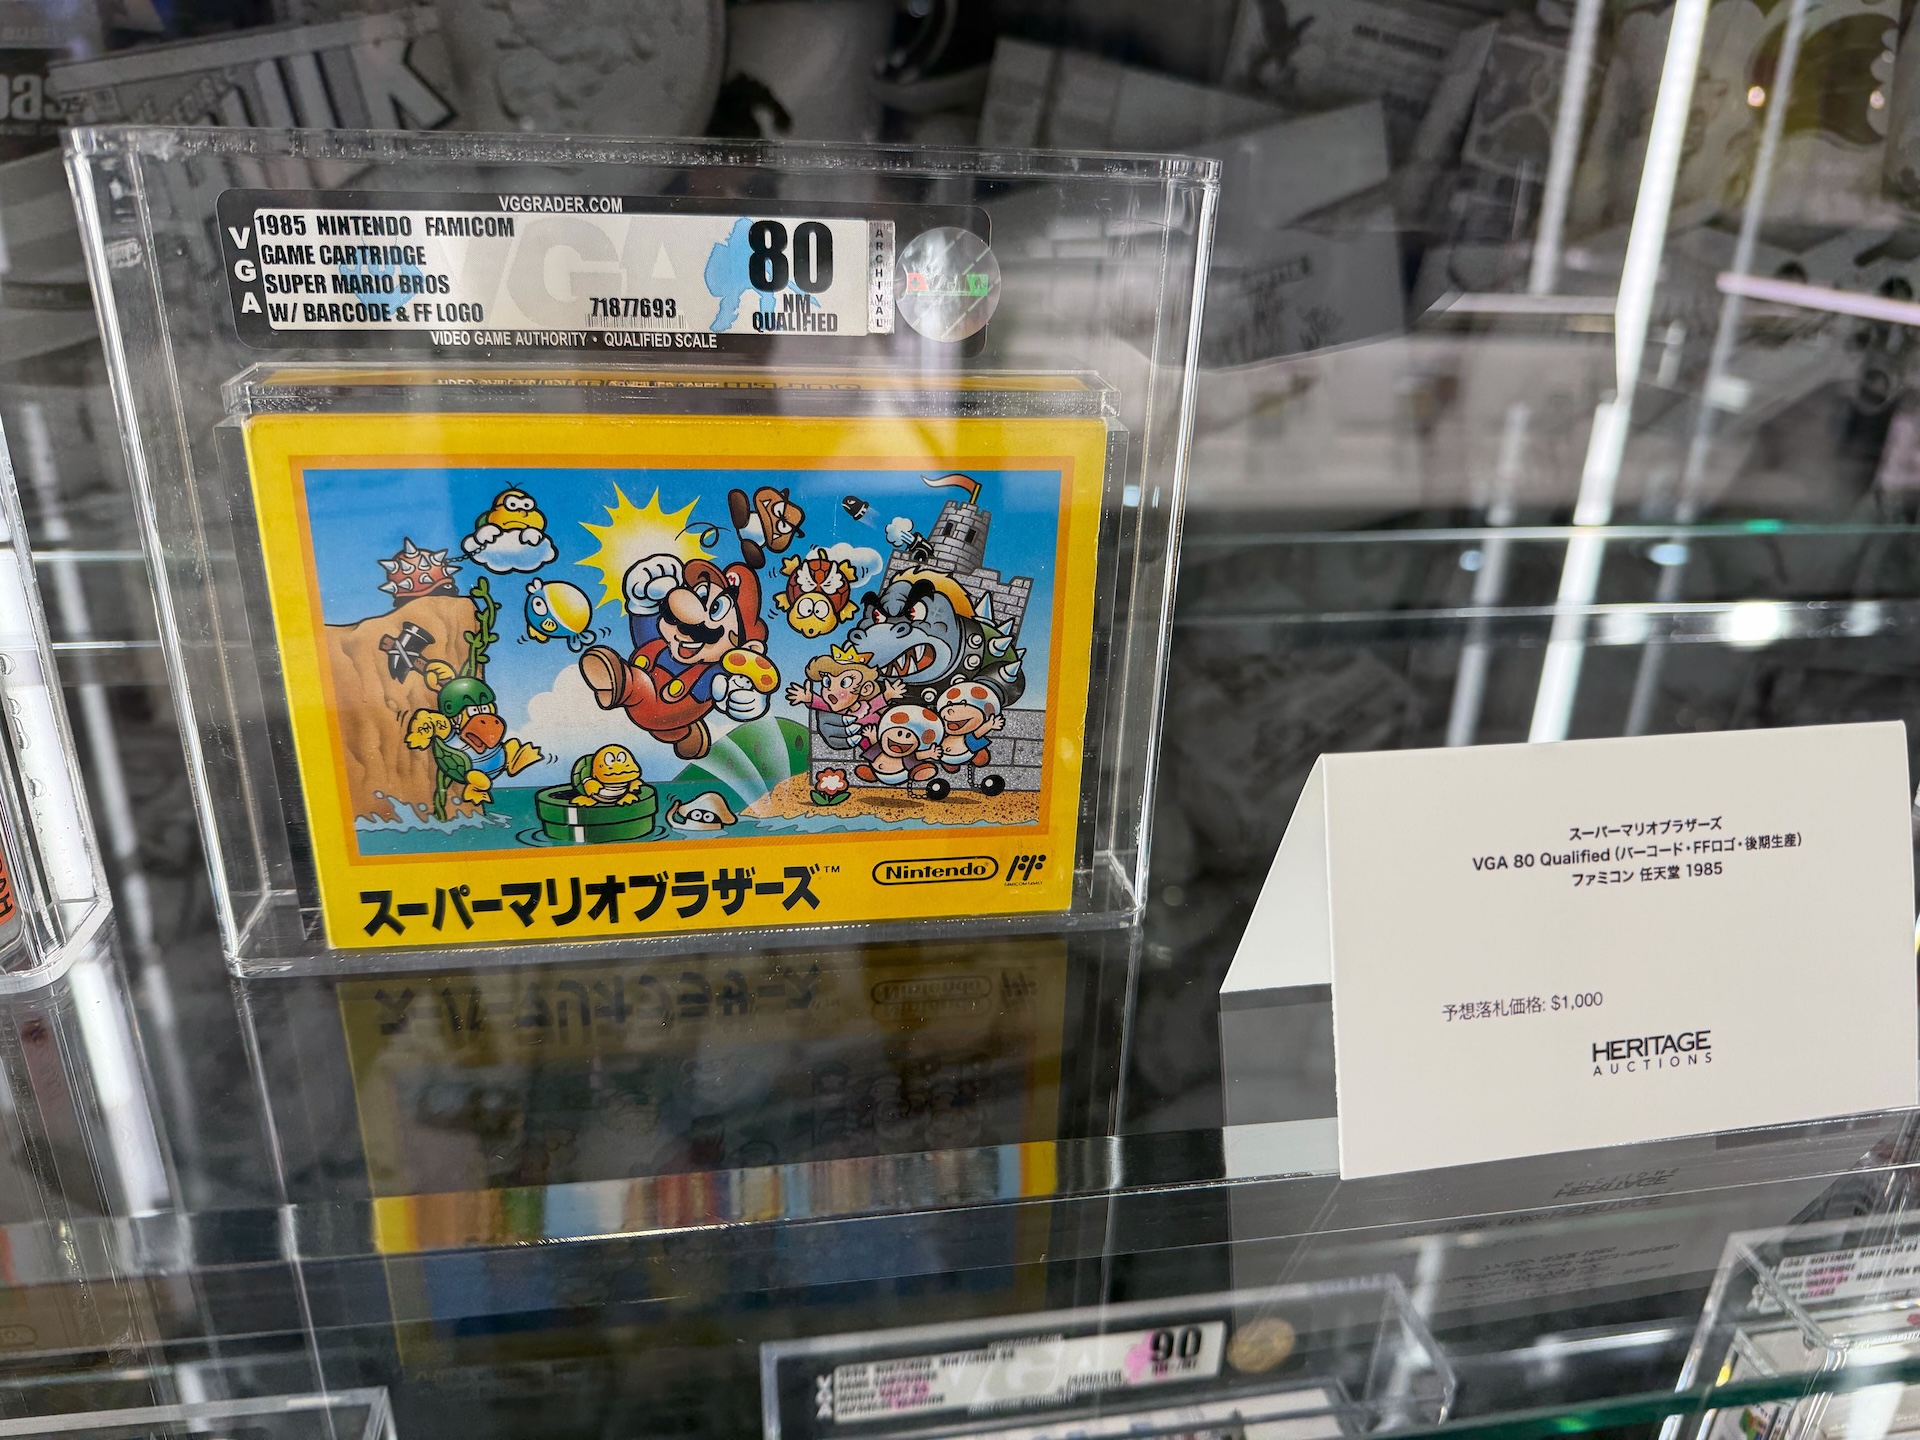 VGGRADER.COM
VGA
1985 NINTENDO FAMICOM
GAME CARTRIDGE
SUPER MARIO BROS
W/ BARCODE & FF LOGO
71877693
80
NM
QUALIFIED
ARCHIVAL
VIDEO GAME AUTHORITY • QUALIFIED SCALE
スーパーマリオブラザーズ™
Nintendo
FF
FAMICOM FAMILY
スーパーマリオブラザーズ
VGA 80 Qualified (バーコード・FFロゴ・後期生産)
ファミコン 任天堂 1985
予想落札価格: $1,000
HERITAGE
AUCTIONS
VGA
90